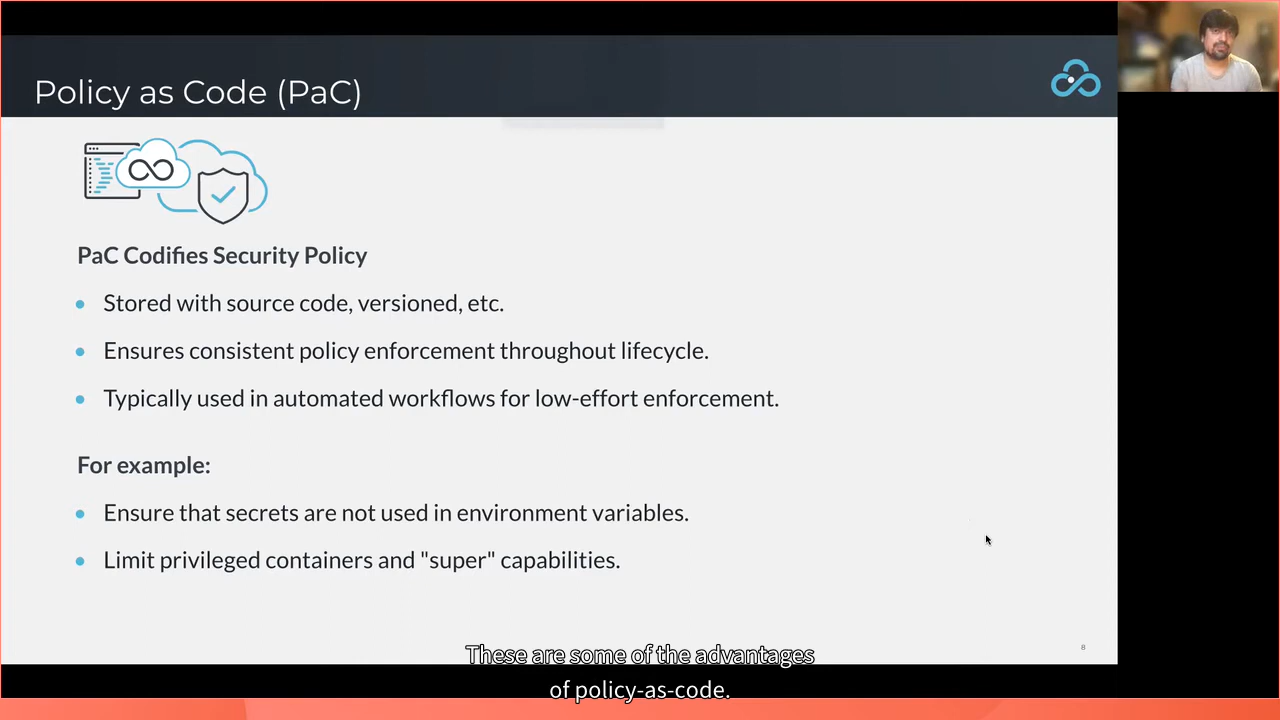 Policy as Code (PaC)
PaC Codifies Security Policy
Stored with source code, versioned, etc.
Ensures consistent policy enforcement throughout lifecycle.
Typically used in automated workflows for low-effort enforcement.
For example:
Ensure that secrets are not used in environment variables.
Limit privileged containers and "super" capabilities.
8
These are some of the advantages
of policy-as-code.